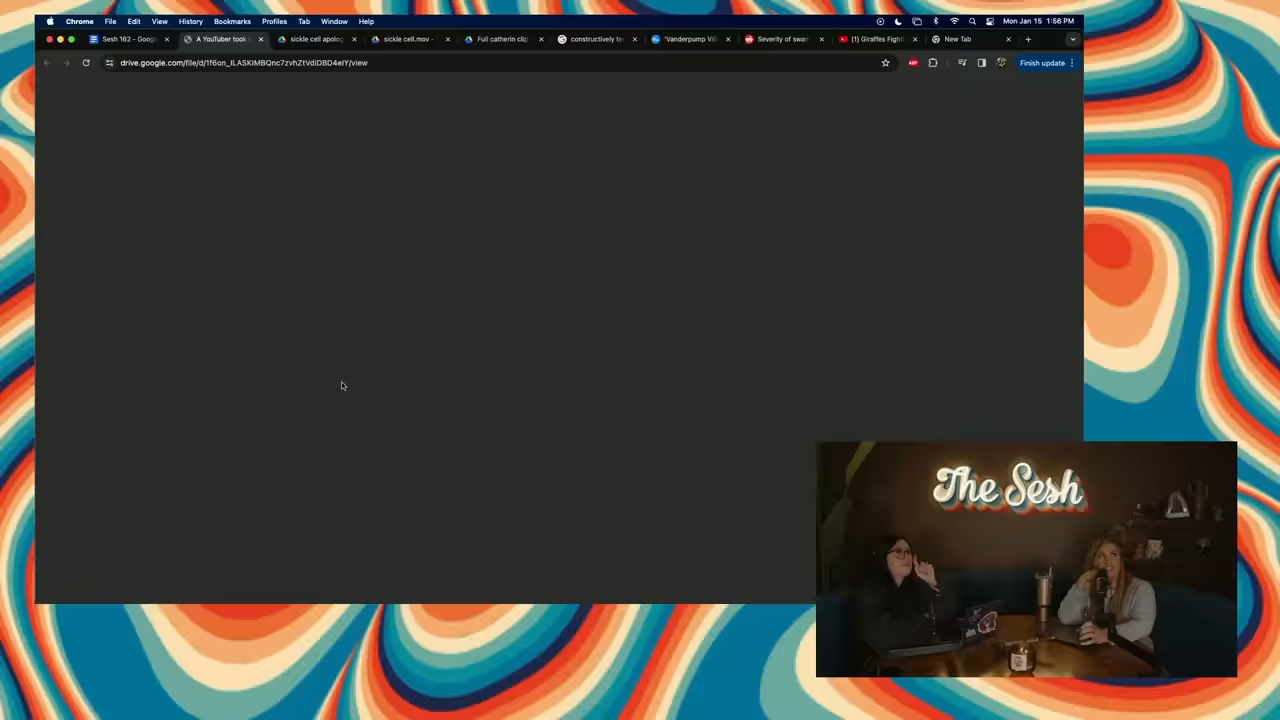 Chrome File Edit View History Bookmarks Profiles Tab Window Help Mon Jan 15 1:56 PM
Sesh 162 - Goog A YouTuber took sickle cell apolog sickle cell.mov - Full catherin clip constructively te "Vanderpump Vill Severity of swan (1) Giraffes Fight New Tab
drive.google.com/file/d/1f6on_ILASKIMBQnc7zvhZtVdiDBD4eIY/view ABP Finish update
The Sesh